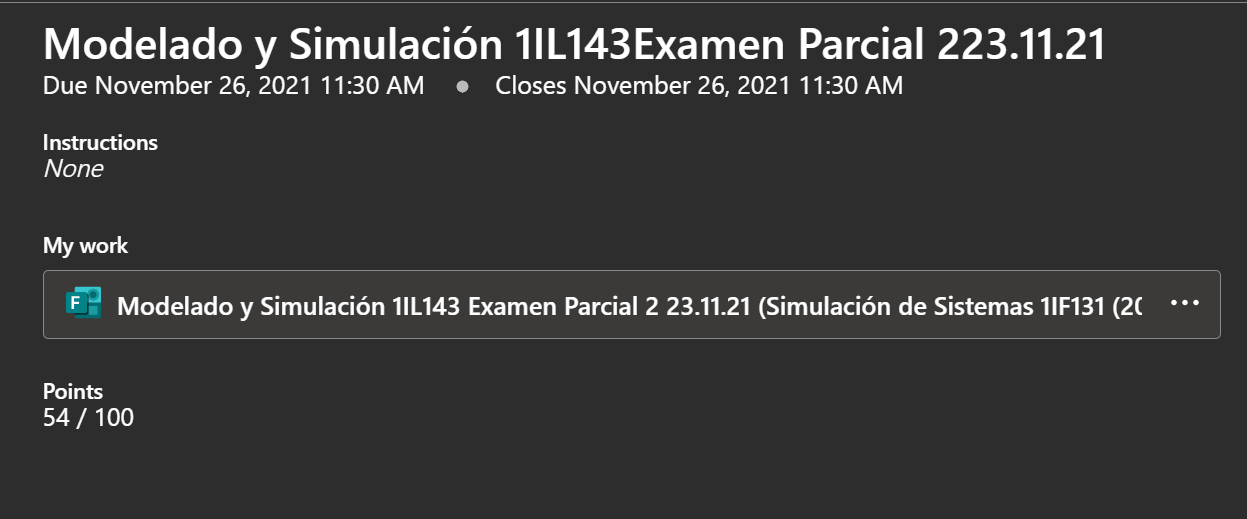 Modelado y Simulación 1IL143Examen Parcial 223.11.21
Due November 26, 2021 11:30 AM • Closes November 26, 2021 11:30 AM
Instructions
None
My work
F Modelado y Simulación 1IL143 Examen Parcial 2 23.11.21 (Simulación de Sistemas 1IF131 (20 ...
Points
54 / 100